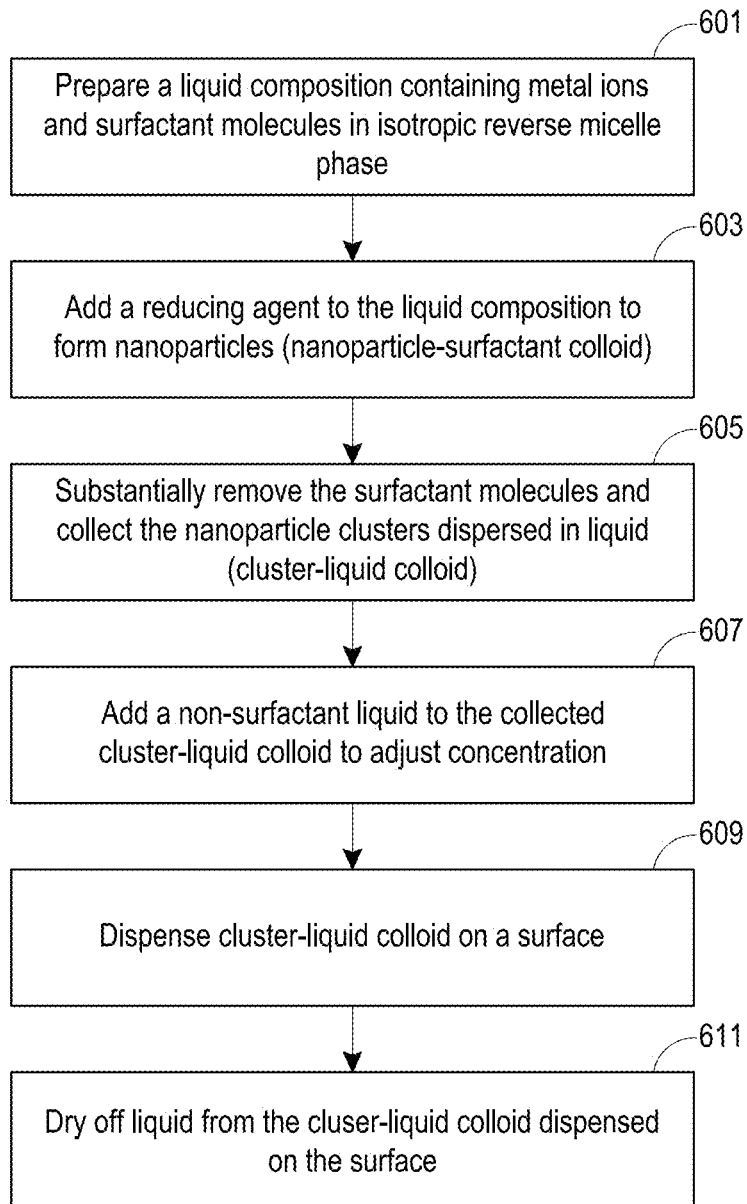 601
Prepare a liquid composition containing metal ions
and surfactant molecules in isotropic reverse micelle
phase
603
Add a reducing agent to the liquid composition to
form nanoparticles (nanoparticle-surfactant colloid)
605
Substantially remove the surfactant molecules and
collect the nanoparticle clusters dispersed in liquid
(cluster-liquid colloid)
607
Add a non-surfactant liquid to the collected
cluster-liquid colloid to adjust concentration
609
Dispense cluster-liquid colloid on a surface
611
Dry off liquid from the cluser-liquid colloid dispensed
on the surface